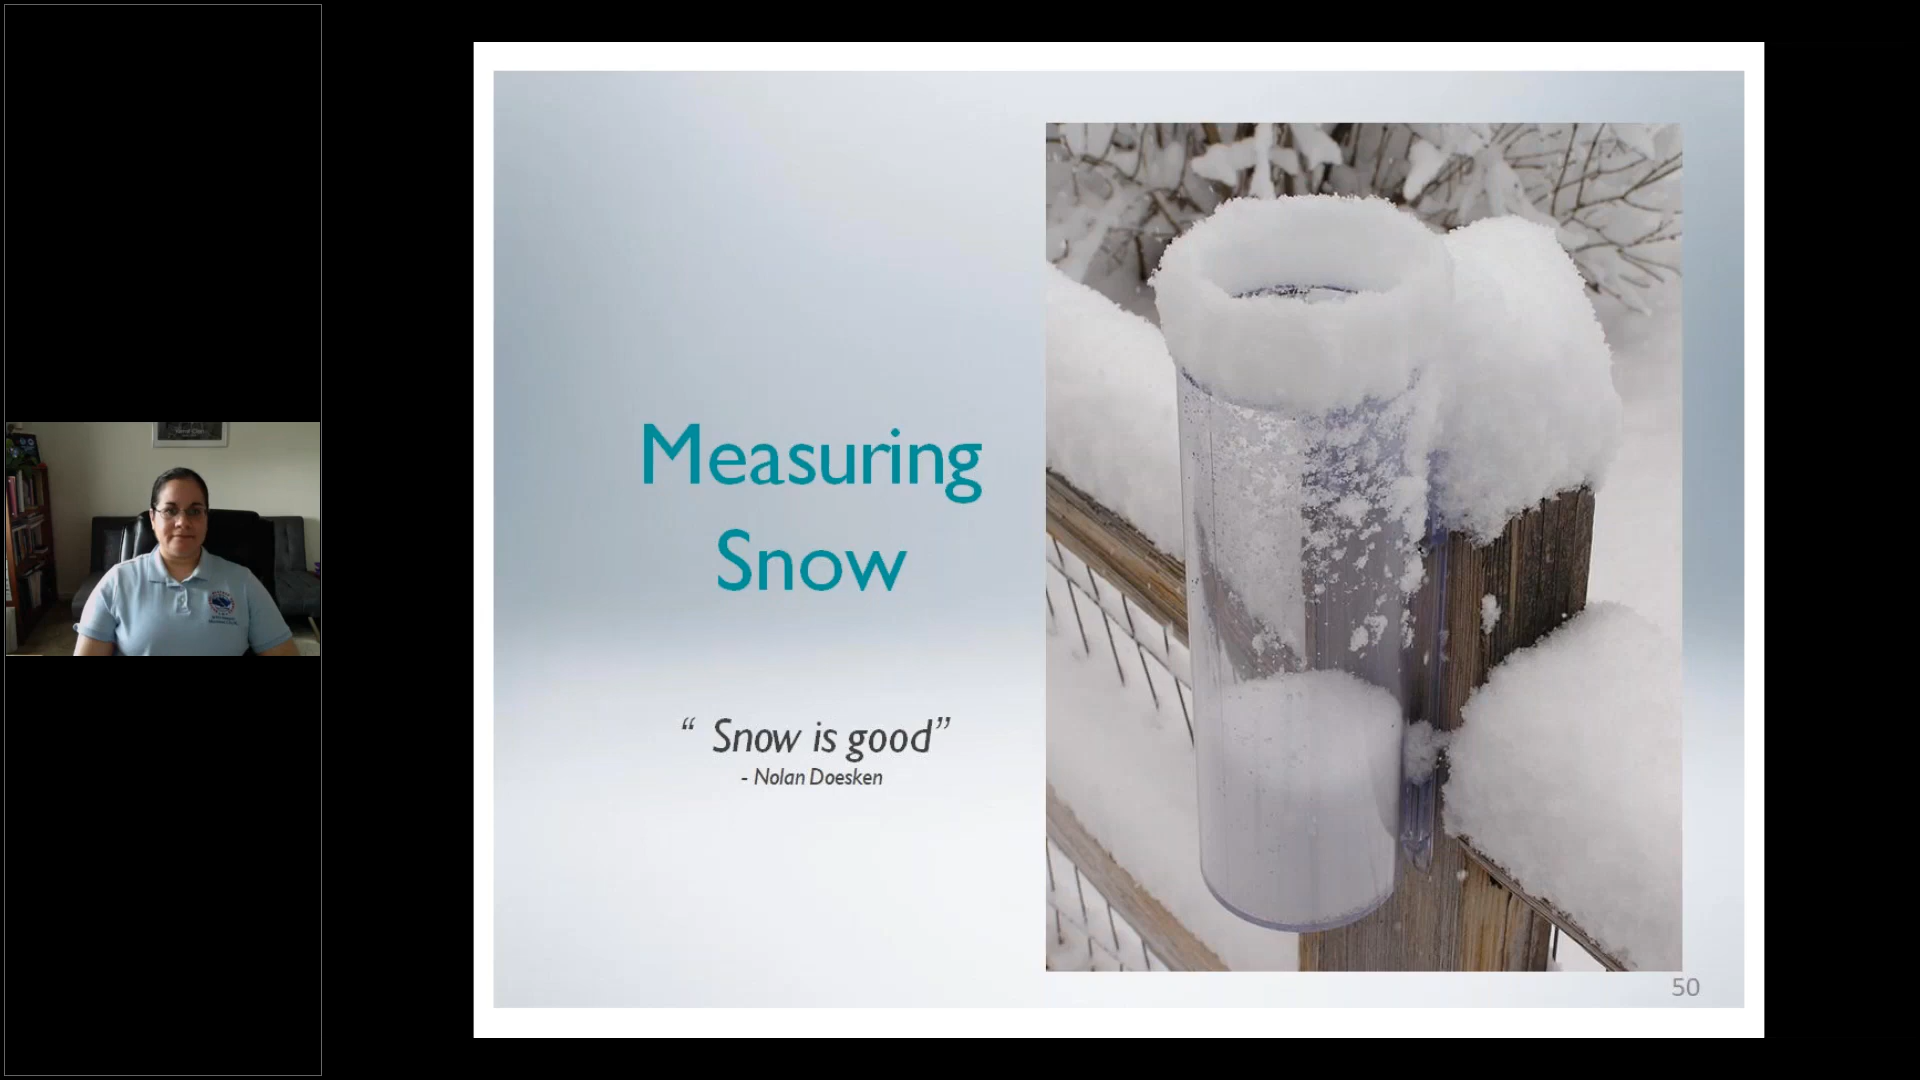 Measuring
Snow
“ Snow is good”
- Nolan Doesken
50